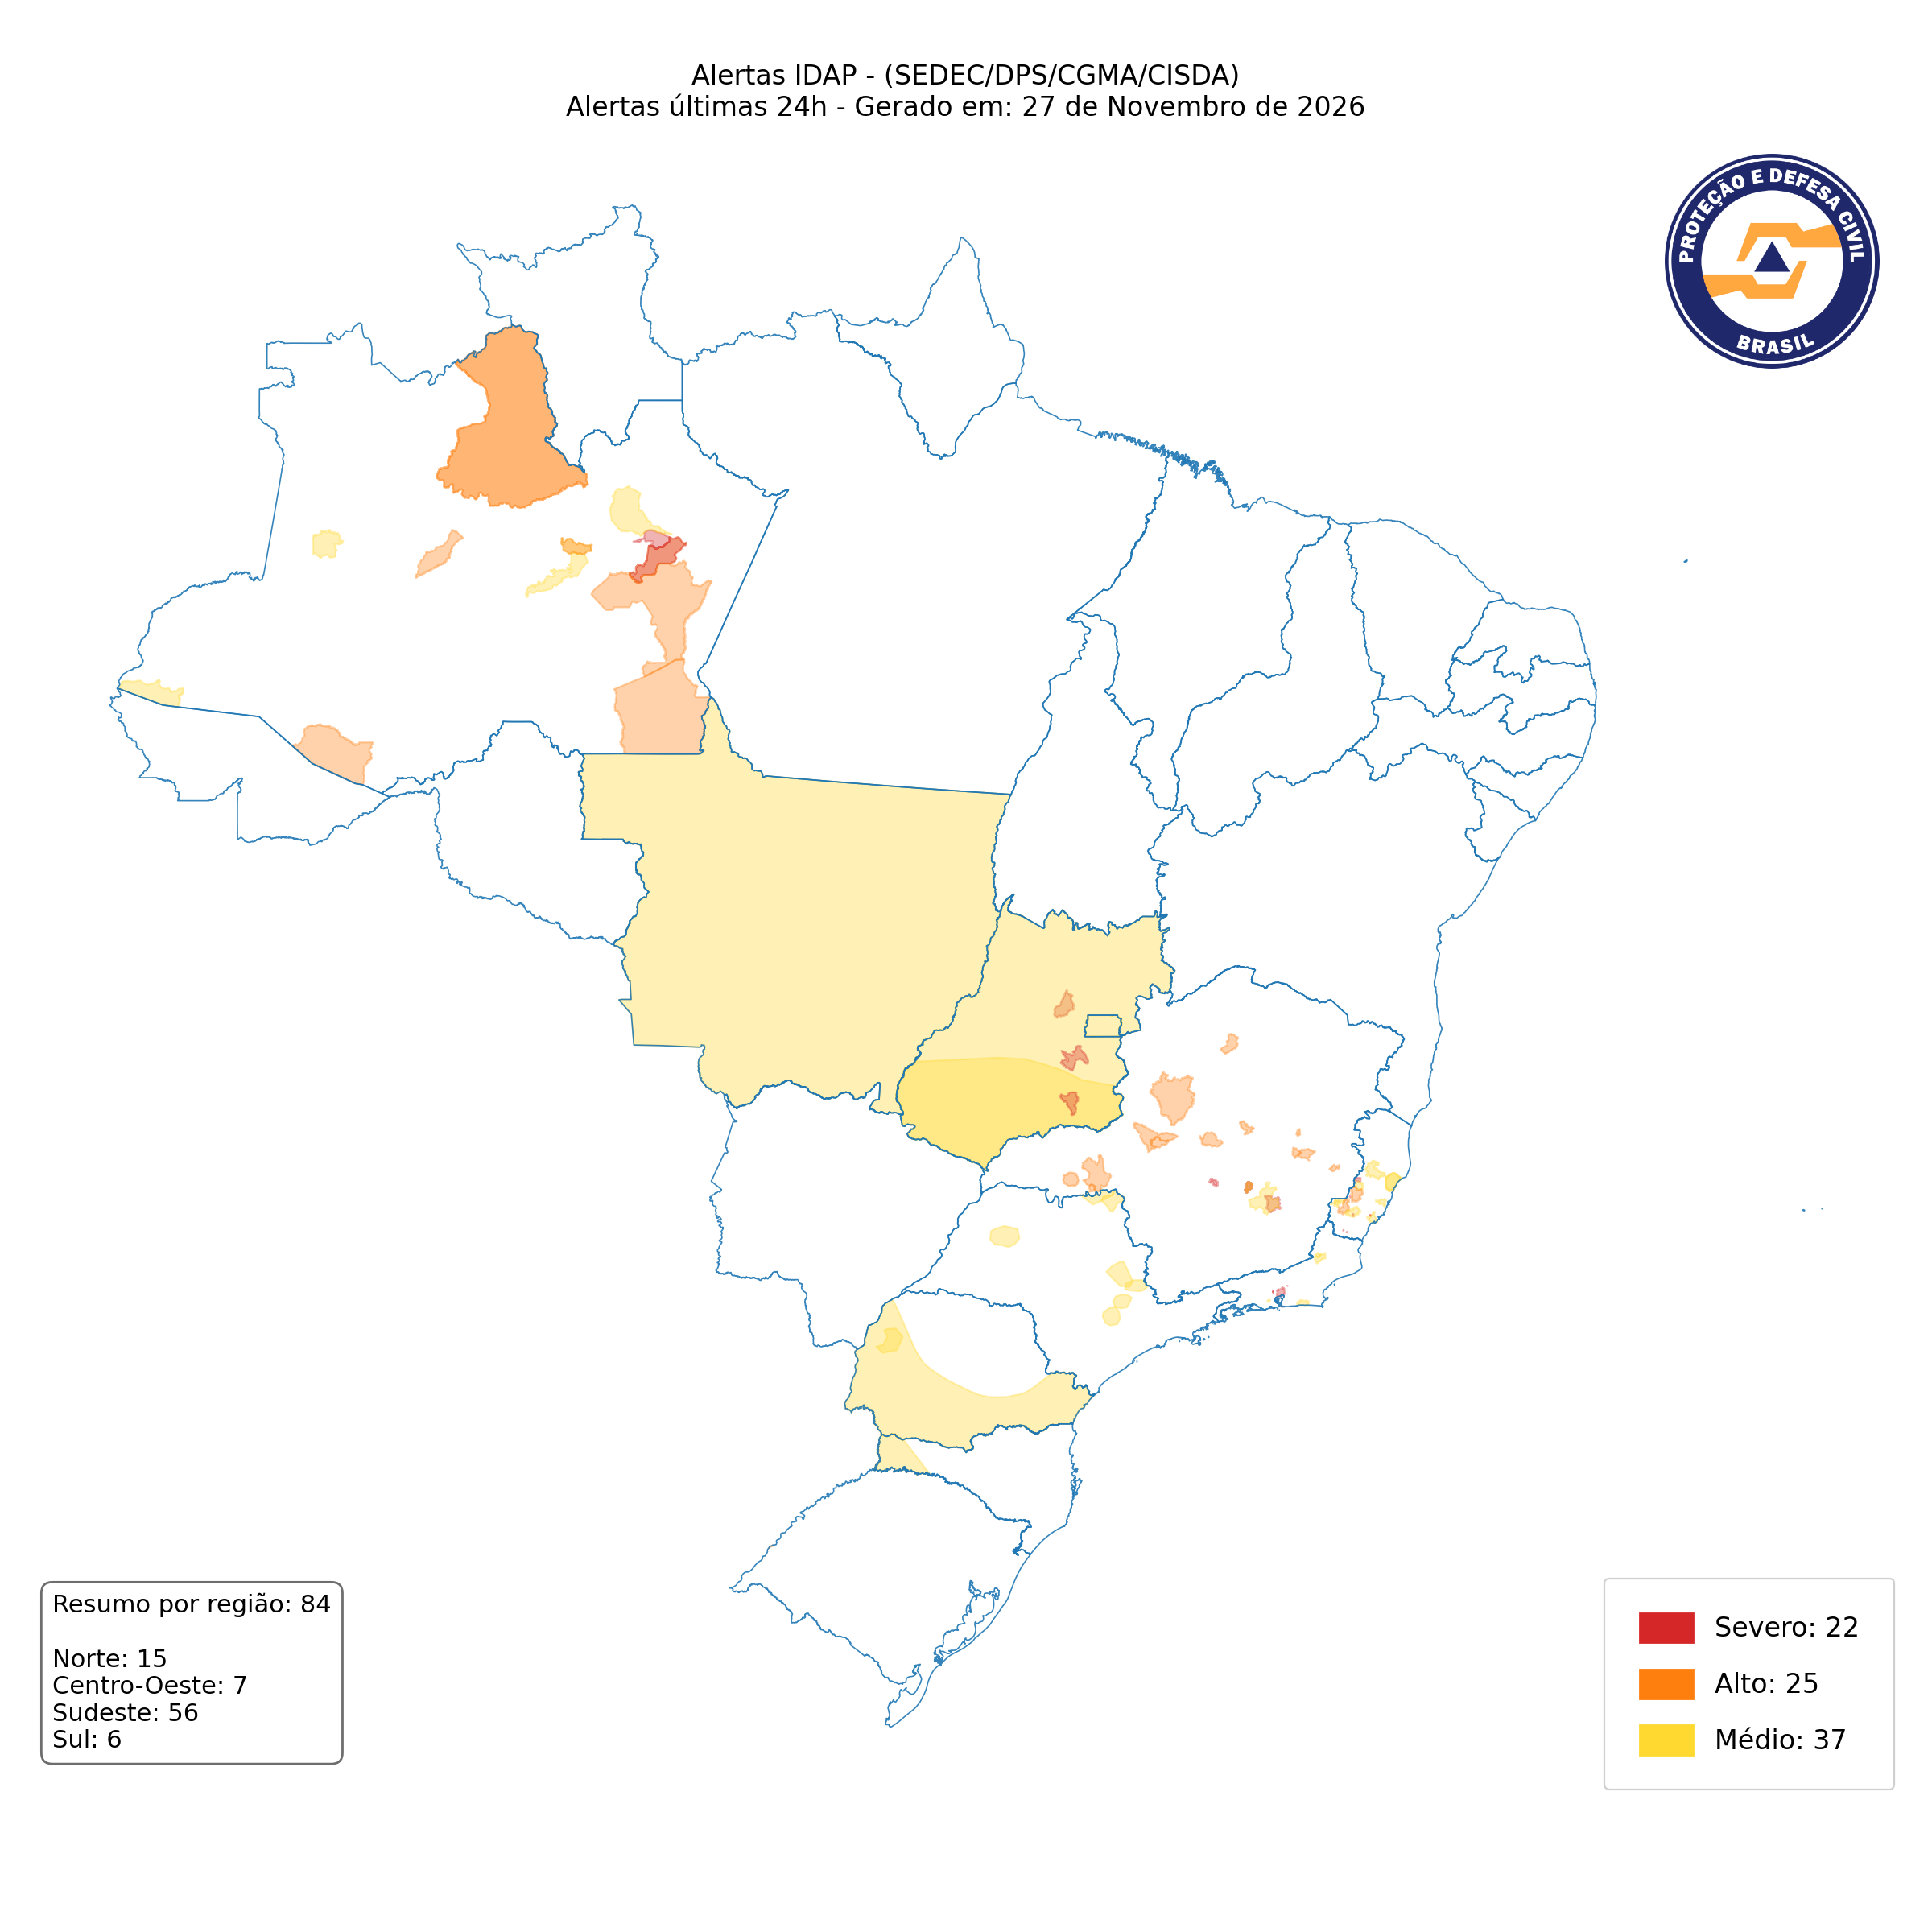 Alertas IDAP - (SEDEC/DPS/CGMA/CISDA)
Alertas últimas 24h - Gerado em: 27 de Novembro de 2026
PROTEÇÃO E DEFESA CIVIL
BRASIL
Resumo por região: 84
Norte: 15
Centro-Oeste: 7
Sudeste: 56
Sul: 6
Severo: 22
Alto: 25
Médio: 37